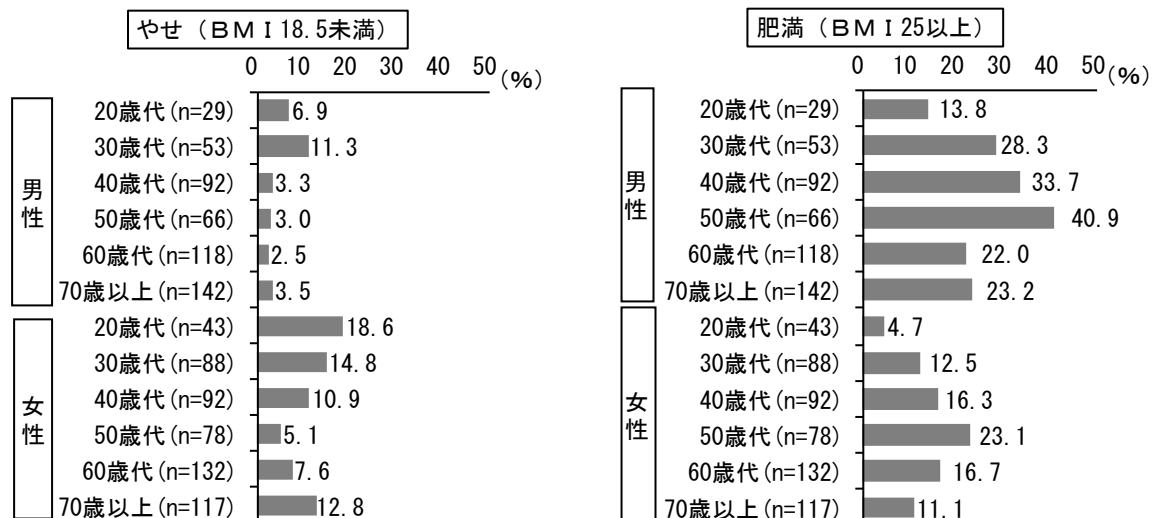 やせ（ＢＭＩ18.5未満）
0 10 20 30 40 50(%)
男性
20歳代(n=29) 6.9
30歳代(n=53) 11.3
40歳代(n=92) 3.3
50歳代(n=66) 3.0
60歳代(n=118) 2.5
70歳以上(n=142) 3.5
女性
20歳代(n=43) 18.6
30歳代(n=88) 14.8
40歳代(n=92) 10.9
50歳代(n=78) 5.1
60歳代(n=132) 7.6
70歳以上(n=117) 12.8
肥満（ＢＭＩ25以上）
0 10 20 30 40 50(%)
男性
20歳代(n=29) 13.8
30歳代(n=53) 28.3
40歳代(n=92) 33.7
50歳代(n=66) 40.9
60歳代(n=118) 22.0
70歳以上(n=142) 23.2
女性
20歳代(n=43) 4.7
30歳代(n=88) 12.5
40歳代(n=92) 16.3
50歳代(n=78) 23.1
60歳代(n=132) 16.7
70歳以上(n=117) 11.1